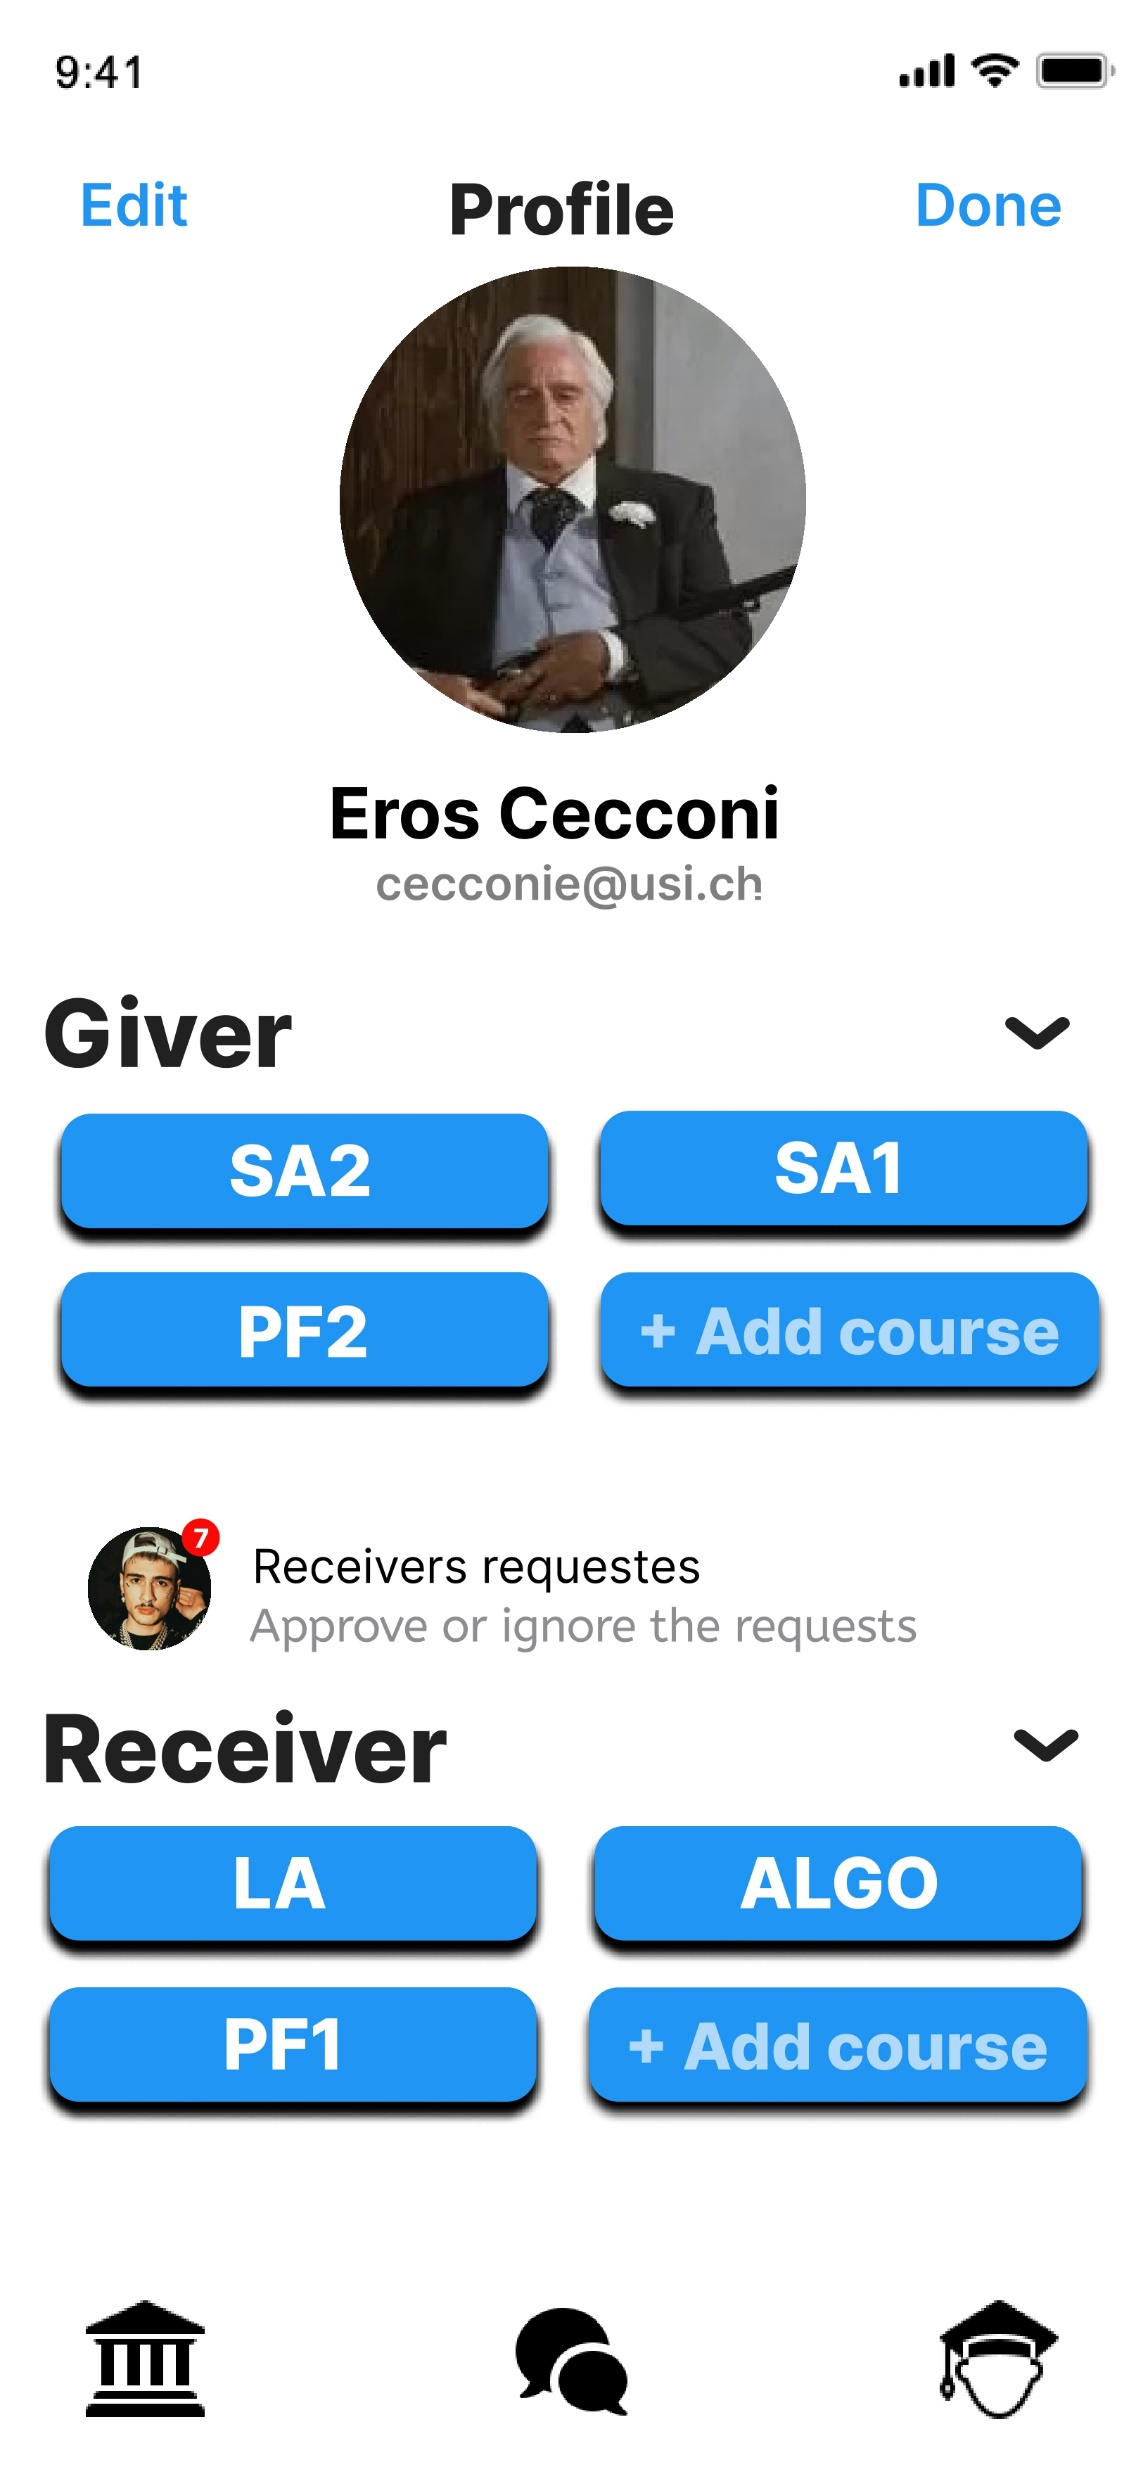 9:41
Edit Profile Done
Eros Cecconi
cecconie@usi.ch
Giver
SA2 SA1
PF2 + Add course
7
Receivers requestes
Approve or ignore the requests
Receiver
LA ALGO
PF1 + Add course